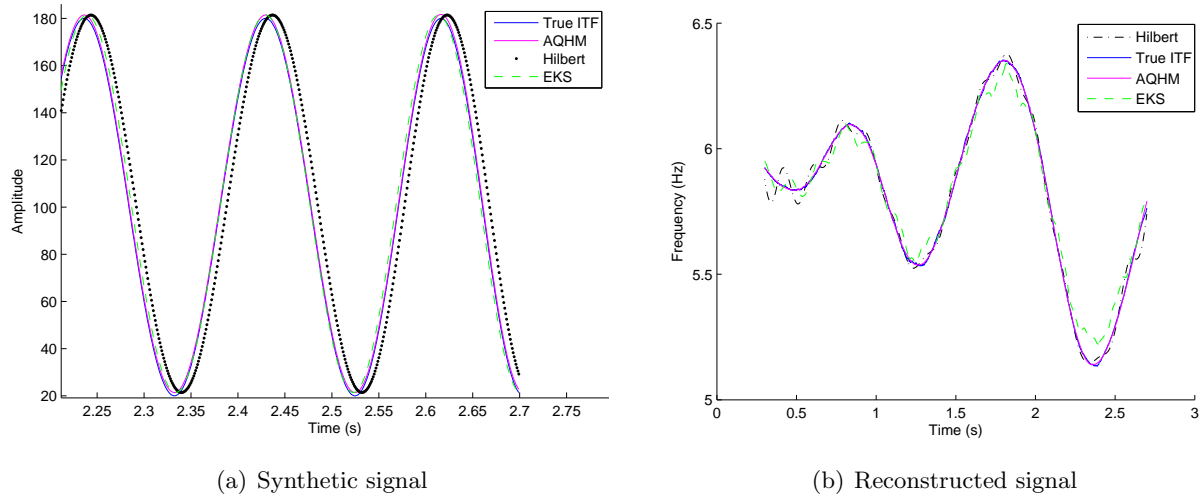 180
160
140
120
100
80
60
40
20
Amplitude
2.25
2.3
2.35
2.4
2.45
2.5
2.55
2.6
2.65
2.7
2.75
Time (s)
True ITF
AQHM
Hilbert
EKS
(a) Synthetic signal
6.5
6
5.5
5
Frequency (Hz)
0
0.5
1
1.5
2
2.5
3
Time (s)
Hilbert
True ITF
AQHM
EKS
(b) Reconstructed signal